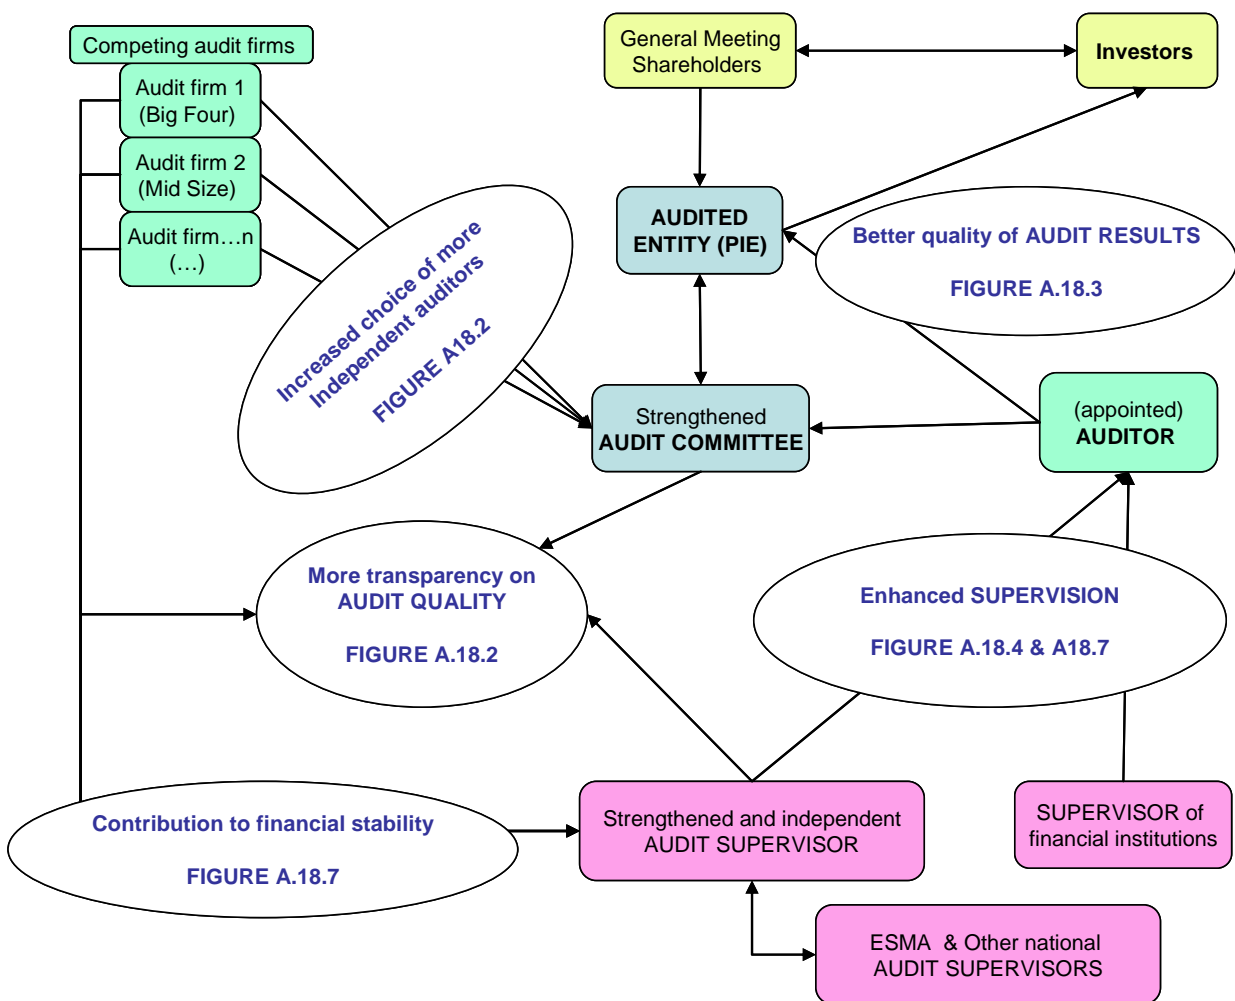 Competing audit firms
Audit firm 1
(Big Four)
Audit firm 2
(Mid Size)
Audit firm…n
(…)
General Meeting
Shareholders
Investors
AUDITED
ENTITY (PIE)
Better quality of AUDIT RESULTS
FIGURE A.18.3
Increased choice of more
Independent auditors
FIGURE A18.2
Strengthened
AUDIT COMMITTEE
(appointed)
AUDITOR
More transparency on
AUDIT QUALITY
FIGURE A.18.2
Enhanced SUPERVISION
FIGURE A.18.4 & A18.7
Contribution to financial stability
FIGURE A.18.7
Strengthened and independent
AUDIT SUPERVISOR
SUPERVISOR of
financial institutions
ESMA & Other national
AUDIT SUPERVISORS